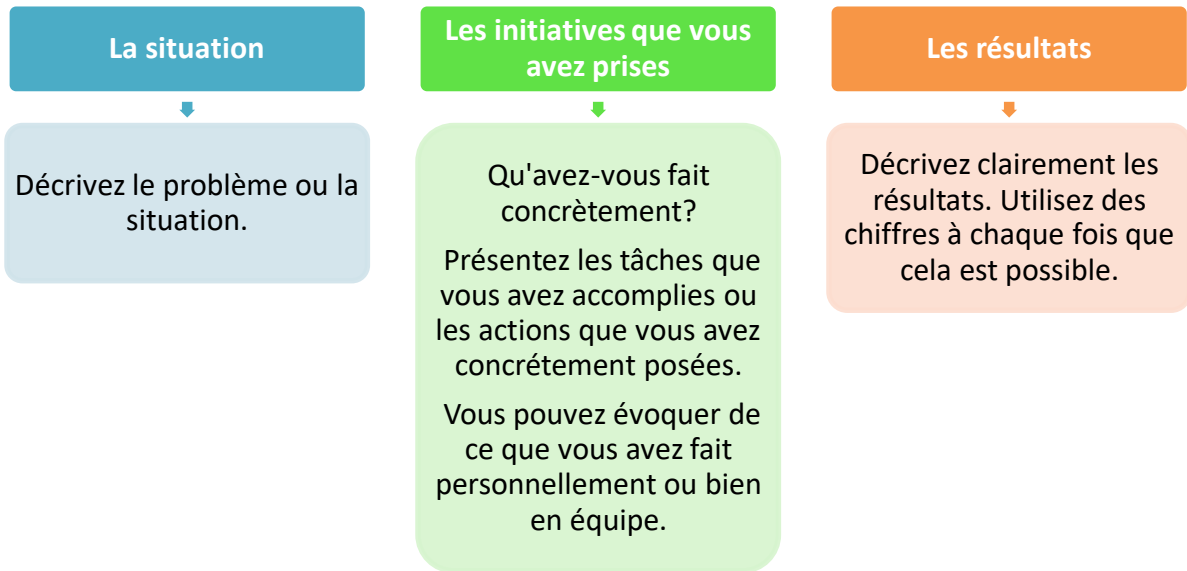 La situation
Décrivez le problème ou la
situation.
Les initiatives que vous
avez prises
Qu'avez-vous fait
concrètement?
Présentez les tâches que
vous avez accomplies ou
les actions que vous avez
concrétement posées.
Vous pouvez évoquer de
ce que vous avez fait
personnellement ou bien
en équipe.
Les résultats
Décrivez clairement les
résultats. Utilisez des
chiffres à chaque fois que
cela est possible.